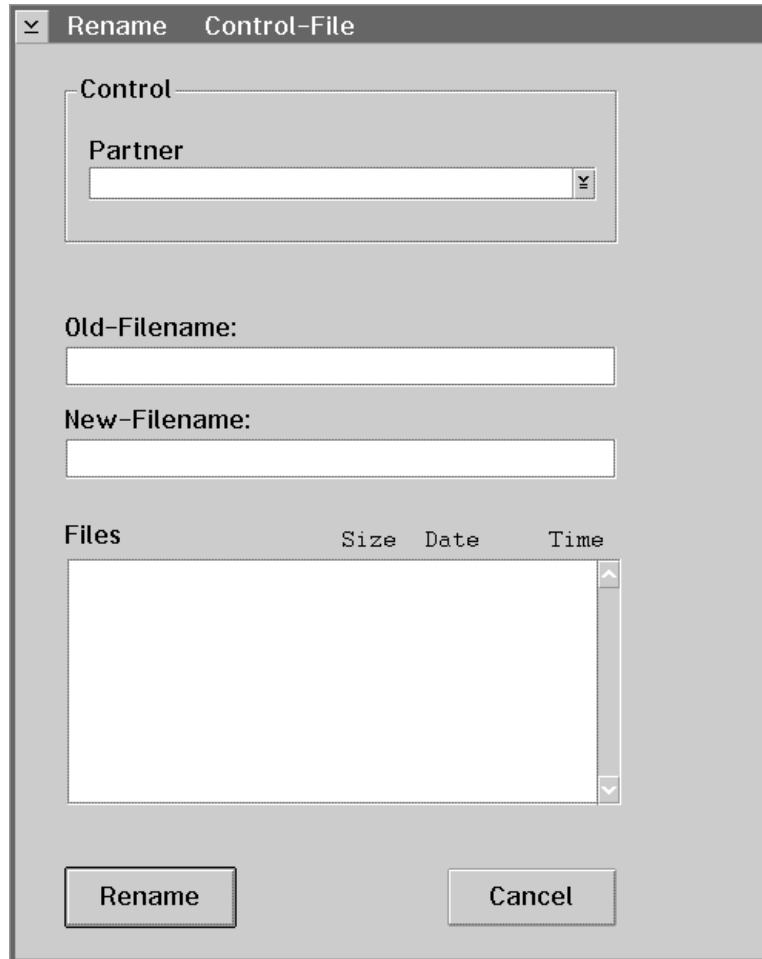 Rename Control-File
Control
Partner
Old-Filename:
New-Filename:
Files Size Date Time
Rename Cancel